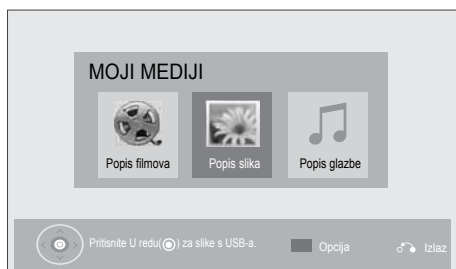 MOJI MEDIJI
Popis filmova Popis slika Popis glazbe
Pritisnite U redu(◉) za slike s USB-a. Opcija Izlaz